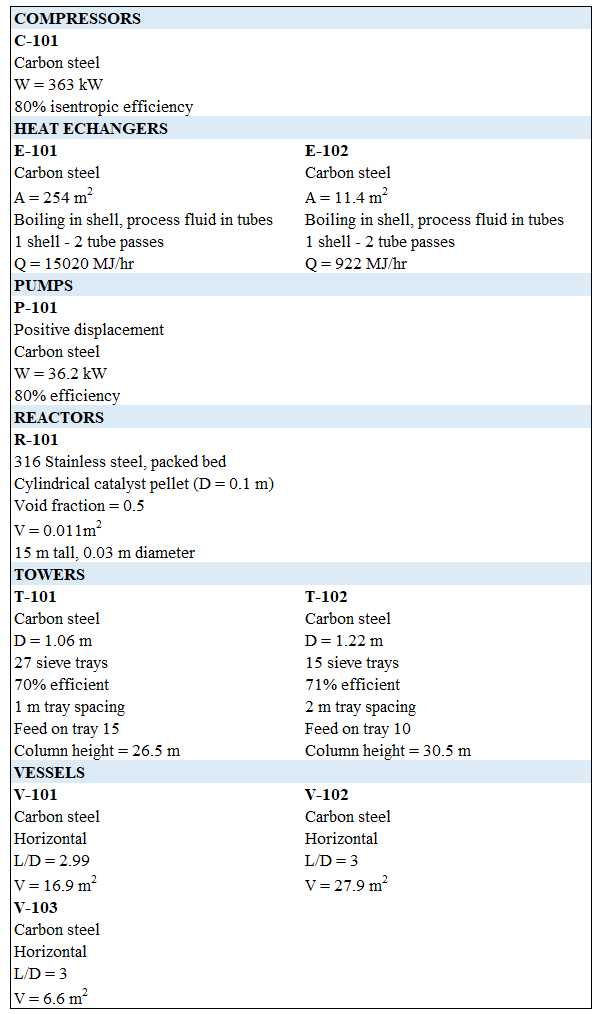 COMPRESSORS
C-101
Carbon steel
W = 363 kW
80% isentropic efficiency
HEAT ECHANGERS
E-101
Carbon steel
A = 254 m²
Boiling in shell, process fluid in tubes
1 shell - 2 tube passes
Q = 15020 MJ/hr
E-102
Carbon steel
A = 11.4 m²
Boiling in shell, process fluid in tubes
1 shell - 2 tube passes
Q = 922 MJ/hr
PUMPS
P-101
Positive displacement
Carbon steel
W = 36.2 kW
80% efficiency
REACTORS
R-101
316 Stainless steel, packed bed
Cylindrical catalyst pellet (D = 0.1 m)
Void fraction = 0.5
V = 0.011m²
15 m tall, 0.03 m diameter
TOWERS
T-101
Carbon steel
D = 1.06 m
27 sieve trays
70% efficient
1 m tray spacing
Feed on tray 15
Column height = 26.5 m
T-102
Carbon steel
D = 1.22 m
15 sieve trays
71% efficient
2 m tray spacing
Feed on tray 10
Column height = 30.5 m
VESSELS
V-101
Carbon steel
Horizontal
L/D = 2.99
V = 16.9 m²
V-102
Carbon steel
Horizontal
L/D = 3
V = 27.9 m²
V-103
Carbon steel
Horizontal
L/D = 3
V = 6.6 m²